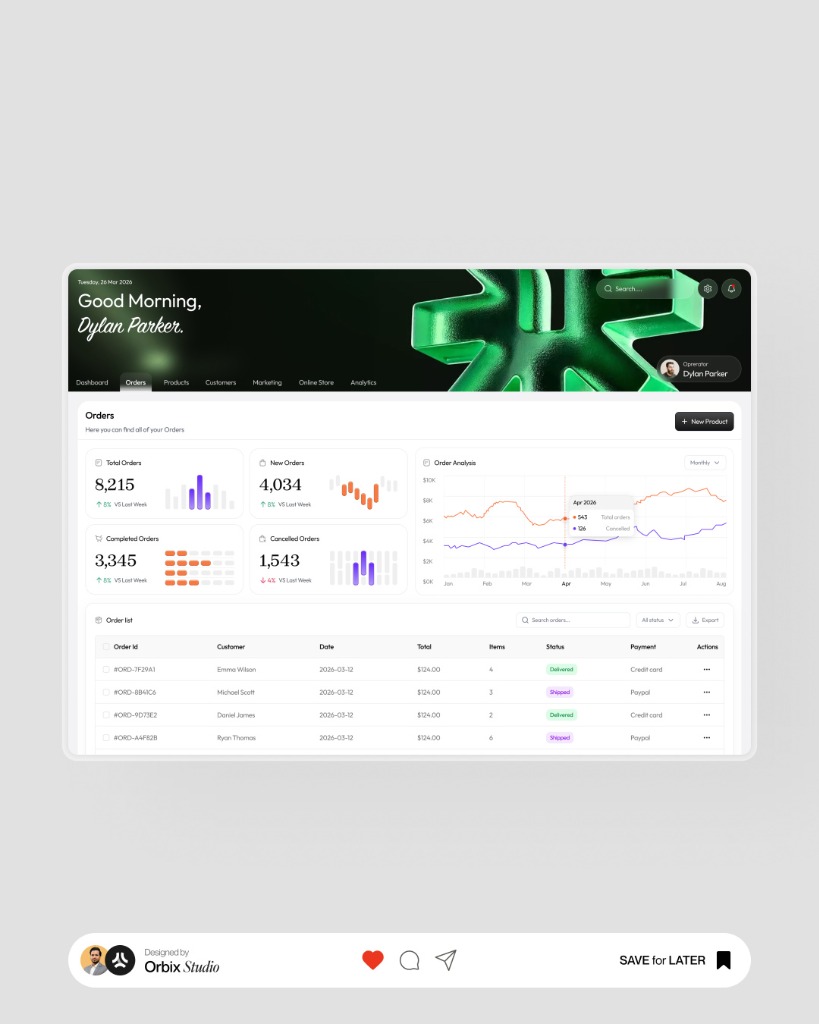 Tuesday, 26 Mar 2026
Good Morning,
Dylan Parker.
Search....
Oprerator
Dylan Parker
Dashboard
Orders
Products
Customers
Marketing
Online Store
Analytics
Orders
Here you can find all of your Orders
+ New Product
Total Orders
8,215
↑ 8% VS Last Week
New Orders
4,034
↑ 8% VS Last Week
Completed Orders
3,345
↑ 8% VS Last Week
Cancelled Orders
1,543
↓ 4% VS Last Week
Order Analysis
Monthly
$10K
$8K
$6K
$4K
$2K
$0K
Apr 2026
543 Total orders
126 Cancelled
Jan Feb Mar Apr May Jun Jul Aug
Order list
Search orders...
All status
Export
Order Id Customer Date Total Items Status Payment Actions
#ORD-7F29A1 Emma Wilson 2026-03-12 $124.00 4 Delivered Credit card ...
#ORD-8B41C6 Michael Scott 2026-03-12 $124.00 3 Shipped Paypal ...
#ORD-9D73E2 Daniel James 2026-03-12 $124.00 2 Delivered Credit card ...
#ORD-A4F82B Ryan Thomas 2026-03-12 $124.00 6 Shipped Paypal ...
Designed by
Orbix Studio
SAVE for LATER